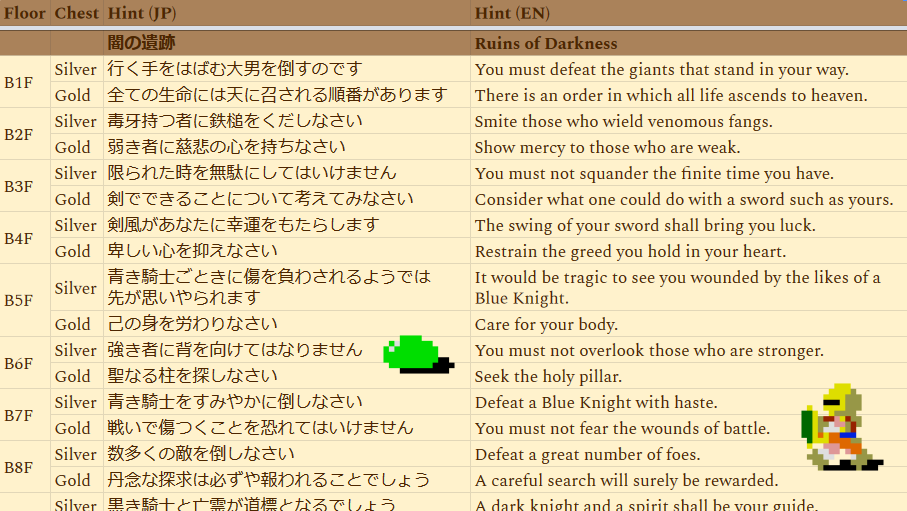 Floor Chest Hint (JP) Hint (EN)
闇の遺跡 Ruins of Darkness
B1F Silver 行く手をはばむ大男を倒すのです You must defeat the giants that stand in your way.
Gold 全ての生命には天に召される順番があります There is an order in which all life ascends to heaven.
B2F Silver 毒牙持つ者に鉄槌をくだしなさい Smite those who wield venomous fangs.
Gold 弱き者に慈悲の心を持ちなさい Show mercy to those who are weak.
B3F Silver 限られた時を無駄にしてはいけません You must not squander the finite time you have.
Gold 剣でできることについて考えてみなさい Consider what one could do with a sword such as yours.
B4F Silver 剣風があなたに幸運をもたらします The swing of your sword shall bring you luck.
Gold 卑しい心を抑えなさい Restrain the greed you hold in your heart.
B5F Silver 青き騎士ごときに傷を負わされるようでは It would be tragic to see you wounded by the likes of a
先が思いやられます Blue Knight.
Gold 己の身を労わりなさい Care for your body.
B6F Silver 強き者に背を向けてはなりません You must not overlook those who are stronger.
Gold 聖なる柱を探しなさい Seek the holy pillar.
B7F Silver 青き騎士をすみやかに倒しなさい Defeat a Blue Knight with haste.
Gold 戦いで傷つくことを恐れてはいけません You must not fear the wounds of battle.
B8F Silver 数多くの敵を倒しなさい Defeat a great number of foes.
Gold 丹念な探求は必ずや報われることでしょう A careful search will surely be rewarded.
Silver 黒き騎士と亡霊が道標となるでしょう A dark knight and a spirit shall be your guide.